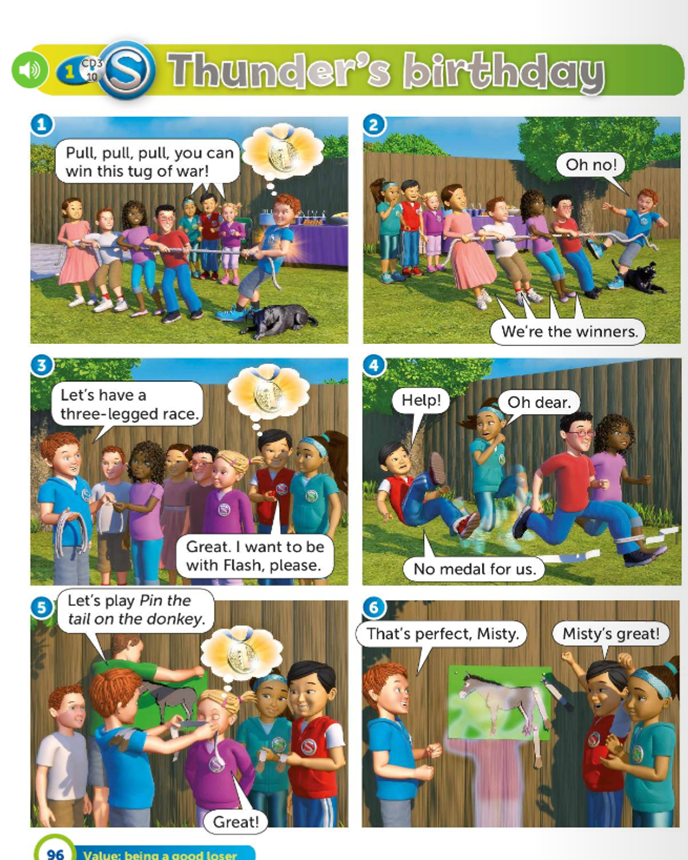 1 CD3
10
S Thunder's birthday
1
Pull, pull, pull, you can
win this tug of war!
1
2
Oh no!
We're the winners.
3
Let's have a
three-legged race.
1
Great. I want to be
with Flash, please.
4
Help!
Oh dear.
No medal for us.
5
Let's play Pin the
tail on the donkey.
1
Great!
6
That's perfect, Misty.
Misty's great!
96 Value: being a good loser